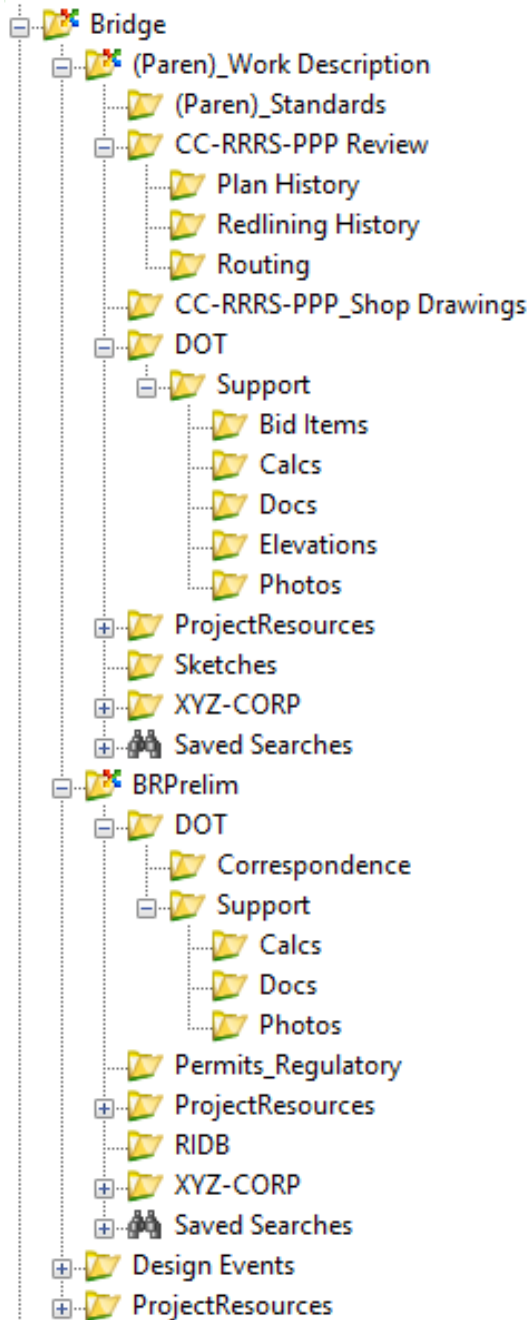 Bridge
(Paren)_Work Description
(Paren)_Standards
CC-RRRS-PPP Review
Plan History
Redlining History
Routing
CC-RRRS-PPP_Shop Drawings
DOT
Support
Bid Items
Calcs
Docs
Elevations
Photos
ProjectResources
Sketches
XYZ-CORP
Saved Searches
BRPrelim
DOT
Correspondence
Support
Calcs
Docs
Photos
Permits_Regulatory
ProjectResources
RIDB
XYZ-CORP
Saved Searches
Design Events
ProjectResources